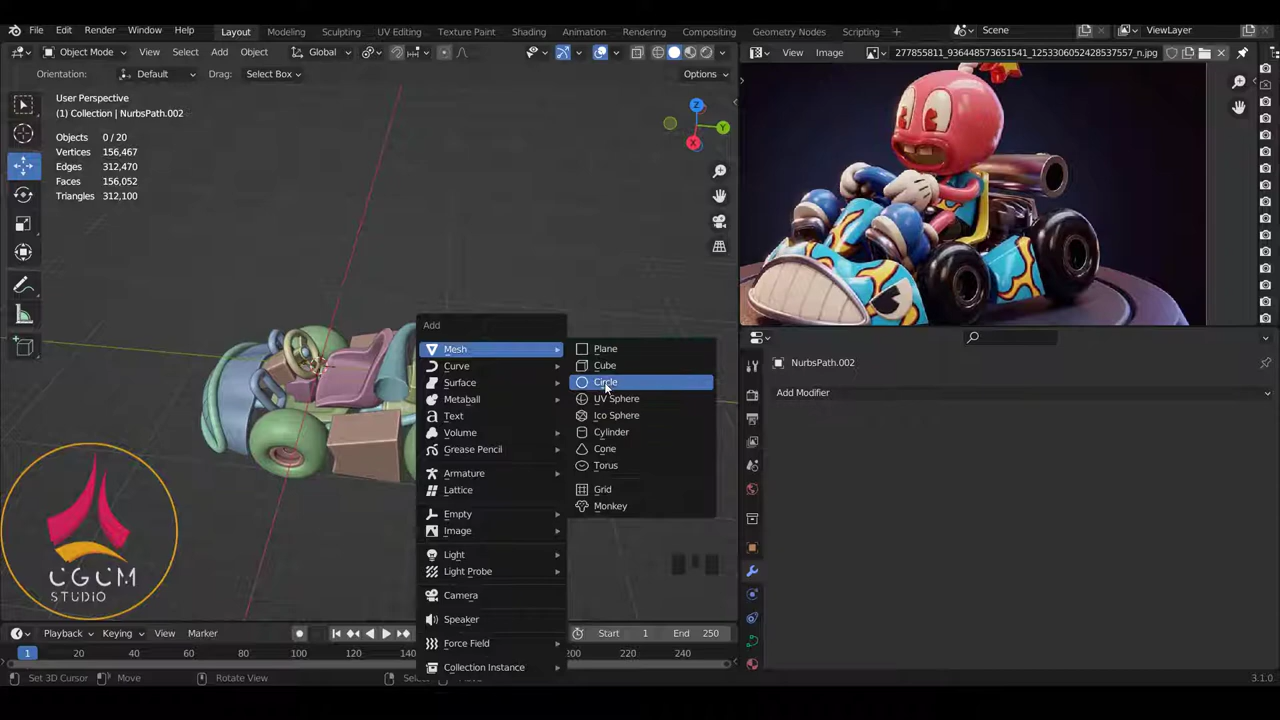 File Edit Render Window Help Layout Modeling Sculpting UV Editing Texture Paint Shading Animation Rendering Compositing Geometry Nodes Scripting Scene ViewLayer
Object Mode View Select Add Object Global View Image 277855811_936448573651541_1253306052428537557_n.jpg
Orientation: Default Drag: Select Box Options
User Perspective
(1) Collection | NurbsPath.002
Objects 0 / 20
Vertices 156,467
Edges 312,470
Faces 156,052
Triangles 312,100
Z
Y
X
Add
Mesh
Curve
Surface
Metaball
Text
Volume
Grease Pencil
Armature
Lattice
Empty
Image
Light
Light Probe
Camera
Speaker
Force Field
Collection Instance
Plane
Cube
Circle
UV Sphere
Ico Sphere
Cylinder
Cone
Torus
Grid
Monkey
NurbsPath.002
Add Modifier
STUDIO
Playback Keying View Marker Start 1 End 250
1 20 40 60 80 100 120 200 220 240
Set 3D Cursor Move Rotate View Select Move 3.1.0